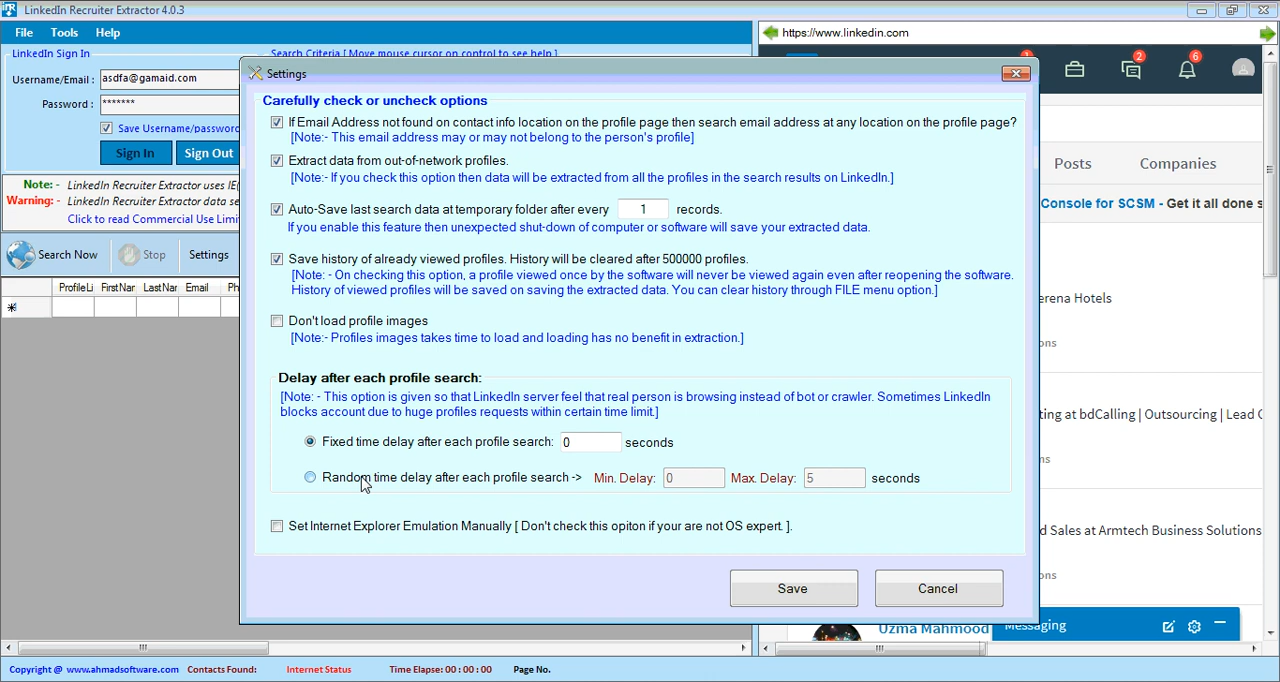 LinkedIn Recruiter Extractor 4.0.3
File Tools Help
https://www.linkedin.com
LinkedIn Sign In
Search Criteria [ Move mouse cursor on control to see help ]
Username/Email : asdfa@gamaid.com
Password : *******
Save Username/password
Sign In Sign Out
Note: - LinkedIn Recruiter Extractor uses IE(
Warning: - LinkedIn Recruiter Extractor data se
Click to read Commercial Use Limi
Search Now Stop Settings
ProfileLi FirstNar LastNar Email Ph
Settings
Carefully check or uncheck options
If Email Address not found on contact info location on the profile page then search email address at any location on the profile page?
[Note:- This email address may or may not belong to the person's profile]
Extract data from out-of-network profiles.
[Note:- If you check this option then data will be extracted from all the profiles in the search results on LinkedIn.]
Auto-Save last search data at temporary folder after every 1 records.
If you enable this feature then unexpected shut-down of computer or software will save your extracted data.
Save history of already viewed profiles. History will be cleared after 500000 profiles.
[Note: - On checking this option, a profile viewed once by the software will never be viewed again even after reopening the software.
History of viewed profiles will be saved on saving the extracted data. You can clear history through FILE menu option.]
Don't load profile images
[Note:- Profiles images takes time to load and loading has no benefit in extraction.]
Delay after each profile search:
[Note: - This option is given so that LinkedIn server feel that real person is browsing instead of bot or crawler. Sometimes LinkedIn
blocks account due to huge profiles requests within certain time limit.]
Fixed time delay after each profile search: 0 seconds
Random time delay after each profile search -> Min. Delay: 0 Max. Delay: 5 seconds
Set Internet Explorer Emulation Manually [ Don't check this opiton if your are not OS expert. ].
Save Cancel
1 2 6
Posts Companies
Console for SCSM - Get it all done s
erena Hotels
ons
ting at bdCalling | Outsourcing | Lead G
ns
d Sales at Armtech Business Solutions
ons
Uzma Mahmood
Messaging
Copyright @ www.ahmadsoftware.com Contacts Found: Internet Status Time Elapse: 00 : 00 : 00 Page No.